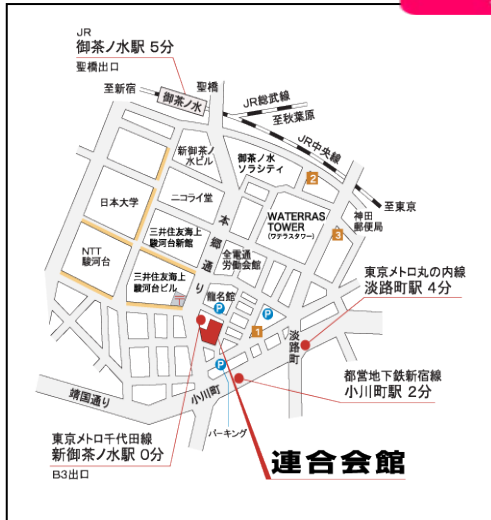 JR
御茶ノ水駅 5分
聖橋出口
至新宿
聖橋
御茶ノ水
JR総武線
至秋葉原
JR中央線
新御茶ノ
水ビル
御茶ノ水
ソラシティ
2
至東京
日本大学
ニコライ堂
本郷通り
WATERRAS
TOWER
(ワテラスタワー)
神田
郵便局
3
三井住友海上
駿河台新館
NTT
駿河台
全電通
労働会館
三井住友海上
駿河台ビル
龍名館
P
P
1
東京メトロ丸の内線
淡路町駅 4分
淡路町
P
都営地下鉄新宿線
小川町駅 2分
靖国通り
小川町
パーキング
東京メトロ千代田線
新御茶ノ水駅 0分
B3出口
連合会館